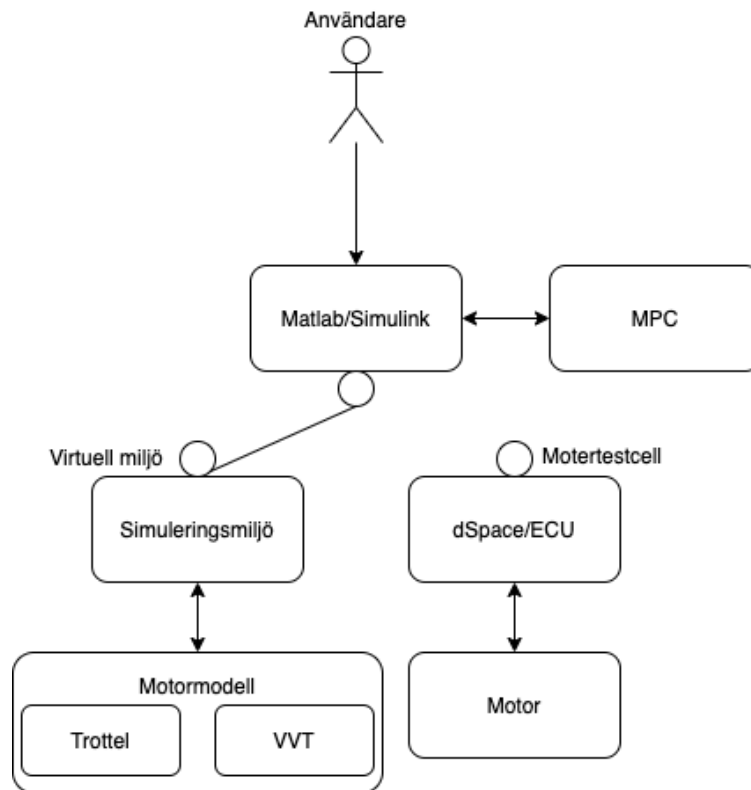 Användare
Matlab/Simulink
MPC
Virtuell miljö
Motertestcell
Simuleringsmiljö
dSpace/ECU
Motormodell
Trottel
VVT
Motor